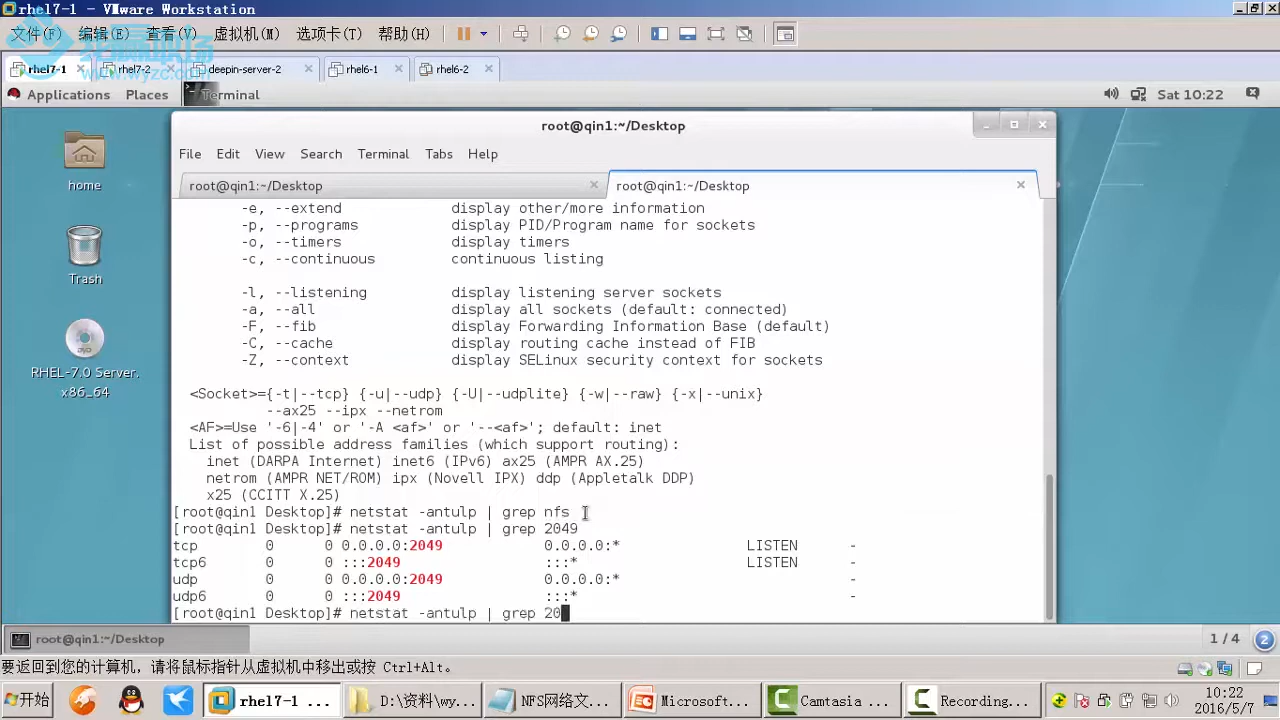 rhel7-1 - VMware Workstation
文件(F) 编辑(E) 查看(V) 虚拟机(M) 选项卡(T) 帮助(H)
www.wyzc.com
rhel7-1 rhel7-2 deepin-server-2 rhel6-1 rhel6-2
Applications Places Terminal Sat 10:22
root@qin1:~/Desktop
File Edit View Search Terminal Tabs Help
root@qin1:~/Desktop root@qin1:~/Desktop
home
Trash
RHEL-7.0 Server.
x86_64
-e, --extend display other/more information
-p, --programs display PID/Program name for sockets
-o, --timers display timers
-c, --continuous continuous listing
-l, --listening display listening server sockets
-a, --all display all sockets (default: connected)
-F, --fib display Forwarding Information Base (default)
-C, --cache display routing cache instead of FIB
-Z, --context display SELinux security context for sockets
<Socket>={-t|--tcp} {-u|--udp} {-U|--udplite} {-w|--raw} {-x|--unix}
--ax25 --ipx --netrom
<AF>=Use '-6|-4' or '-A <af>' or '--<af>'; default: inet
List of possible address families (which support routing):
inet (DARPA Internet) inet6 (IPv6) ax25 (AMPR AX.25)
netrom (AMPR NET/ROM) ipx (Novell IPX) ddp (Appletalk DDP)
x25 (CCITT X.25)
[root@qin1 Desktop]# netstat -antulp | grep nfs
[root@qin1 Desktop]# netstat -antulp | grep 2049
tcp 0 0 0.0.0.0:2049 0.0.0.0:* LISTEN -
tcp6 0 0 :::2049 :::* LISTEN -
udp 0 0 0.0.0.0:2049 0.0.0.0:* -
udp6 0 0 :::2049 :::* -
[root@qin1 Desktop]# netstat -antulp | grep 20
root@qin1:~/Desktop 1 / 4 2
要返回到您的计算机，请将鼠标指针从虚拟机中移出或按 Ctrl+Alt。
开始 rhel7-1 ... D:\资料\wy... NFS网络文... Microsoft... Camtasia ... Recording... 10:22
2016/5/7